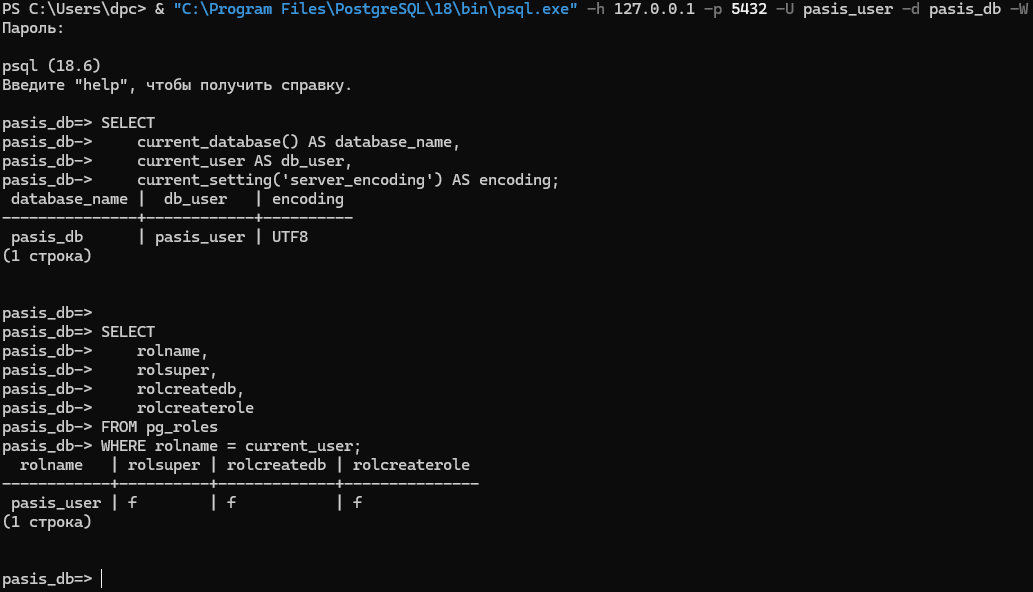 PS C:\Users\dpc> & "C:\Program Files\PostgreSQL\18\bin\psql.exe" -h 127.0.0.1 -p 5432 -U pasis_user -d pasis_db -W
Пароль:

psql (18.6)
Введите "help", чтобы получить справку.

pasis_db=> SELECT
pasis_db->     current_database() AS database_name,
pasis_db->     current_user AS db_user,
pasis_db->     current_setting('server_encoding') AS encoding;
 database_name |  db_user   | encoding
---------------+------------+----------
 pasis_db      | pasis_user | UTF8
(1 строка)


pasis_db=>
pasis_db=> SELECT
pasis_db->     rolname,
pasis_db->     rolsuper,
pasis_db->     rolcreatedb,
pasis_db->     rolcreaterole
pasis_db-> FROM pg_roles
pasis_db-> WHERE rolname = current_user;
  rolname   | rolsuper | rolcreatedb | rolcreaterole
------------+----------+-------------+---------------
 pasis_user | f        | f           | f
(1 строка)


pasis_db=>